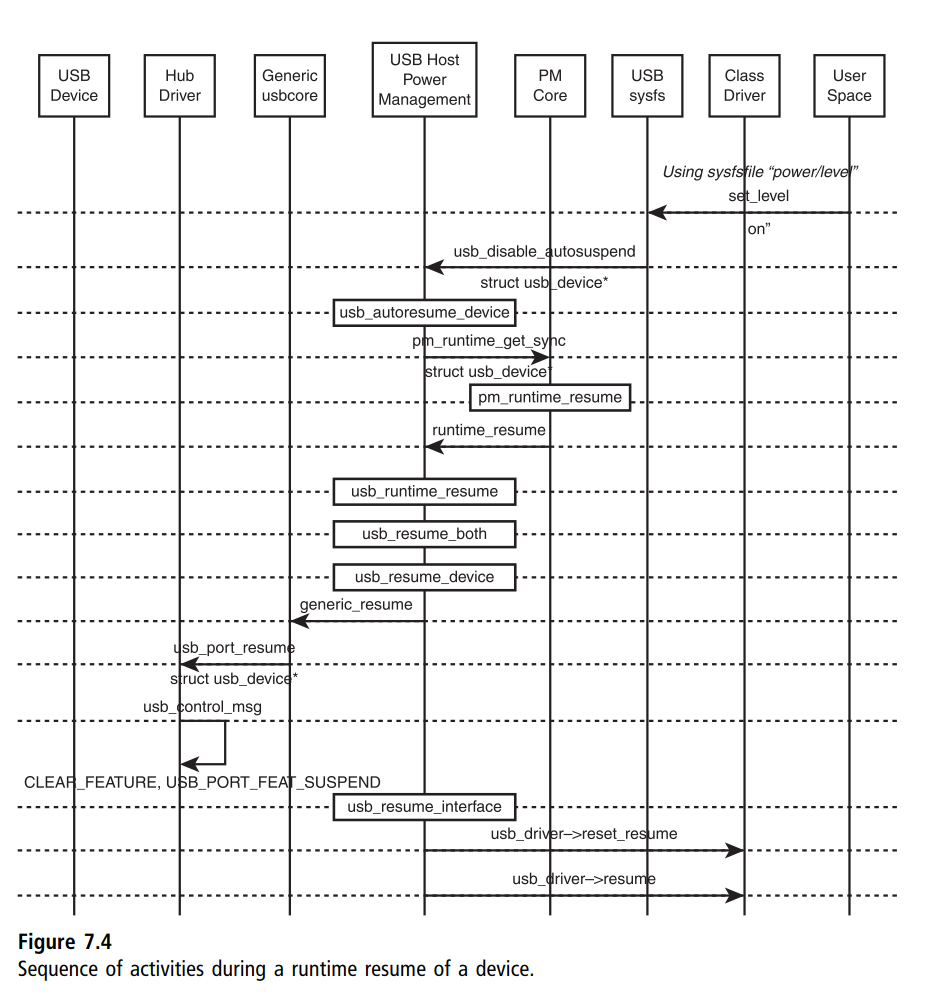 USB Device
Hub Driver
Generic usbcore
USB Host Power Management
PM Core
USB sysfs
Class Driver
User Space
Using sysfsfile “power/level”
set_level
on”
usb_disable_autosuspend
struct usb_device*
usb_autoresume_device
pm_runtime_get_sync
struct usb_device*
pm_runtime_resume
runtime_resume
usb_runtime_resume
usb_resume_both
usb_resume_device
generic_resume
usb_port_resume
struct usb_device*
usb_control_msg
CLEAR_FEATURE, USB_PORT_FEAT_SUSPEND
usb_resume_interface
usb_driver–>reset_resume
usb_driver–>resume
Figure 7.4
Sequence of activities during a runtime resume of a device.